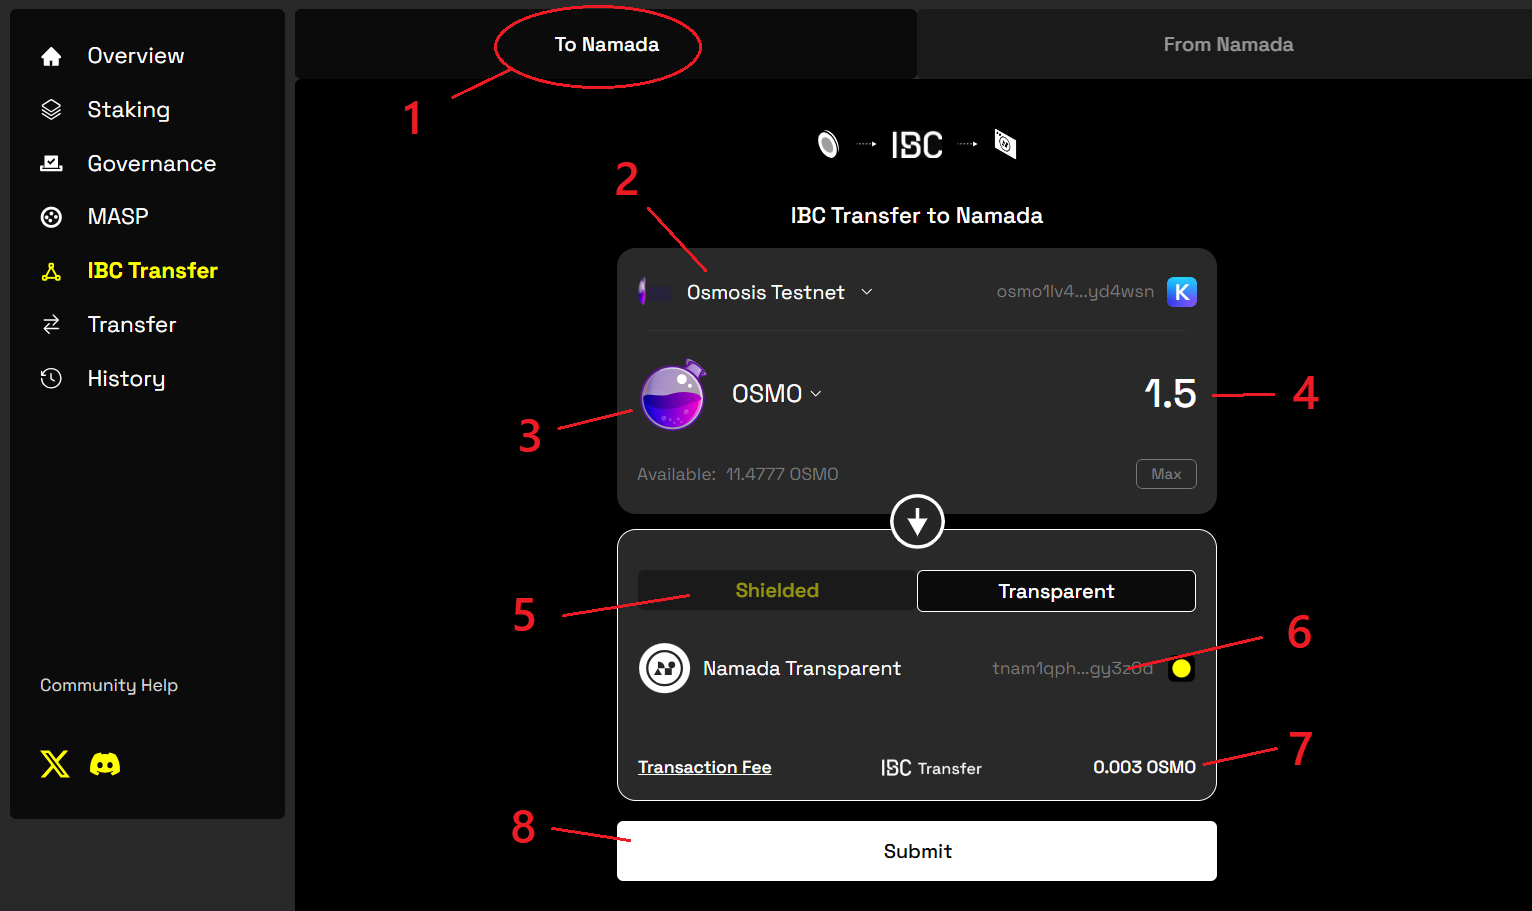 Overview
Staking
Governance
MASP
IBC Transfer
Transfer
History
Community Help
To Namada
From Namada
1
IBC
2
IBC Transfer to Namada
Osmosis Testnet
osmo1lv4...yd4wsn
K
OSMO
1.5
4
3
Available: 11.4777 OSMO
Max
Shielded
Transparent
5
6
Namada Transparent
tnam1qph...gy3z0d
7
Transaction Fee
IBC Transfer
0.003 OSMO
8
Submit